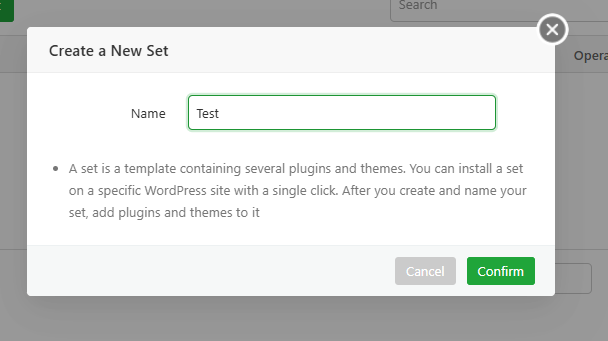 Search
Create a New Set
Opera
Name
Test
A set is a template containing several plugins and themes. You can install a set
on a specific WordPress site with a single click. After you create and name your
set, add plugins and themes to it
Cancel
Confirm